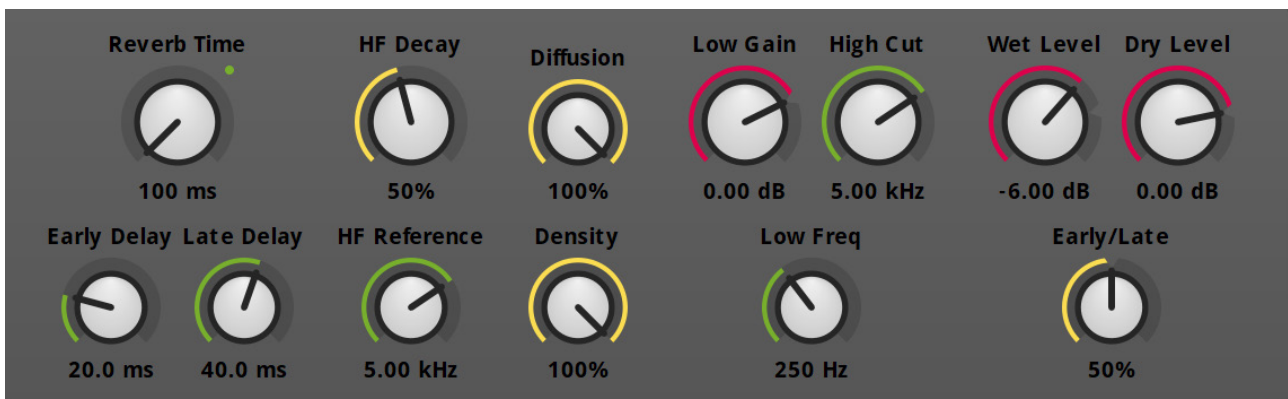 Reverb Time
100 ms
HF Decay
50%
Diffusion
100%
Low Gain
0.00 dB
High Cut
5.00 kHz
Wet Level
-6.00 dB
Dry Level
0.00 dB
Early Delay
20.0 ms
Late Delay
40.0 ms
HF Reference
5.00 kHz
Density
100%
Low Freq
250 Hz
Early/Late
50%